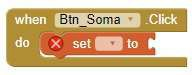 when Btn_Soma .Click
do set to